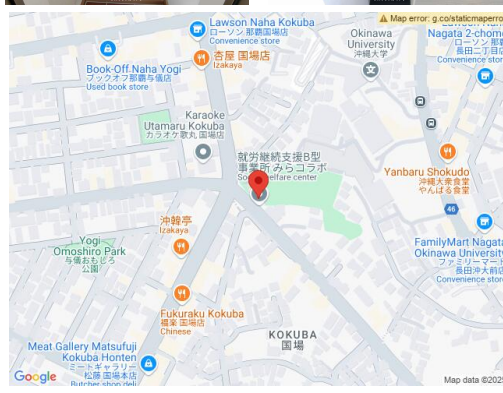 Map error: g.co/staticmaperro
Lawson Naha Kokuba
ローソン 那覇国場店
Convenience store
Okinawa
University
沖縄大学
Nagata 2-chom
ローソン 那覇
長田二丁目店
Convenience stor
杏屋 国場店
Izakaya
Book-Off Naha Yogi
ブックオフ那覇与儀店
Used book store
Karaoke
Utamaru Kokuba
カラオケ歌丸 国場店
就労継続支援B型
事業所 みらコラボ
Social welfare center
Yanbaru Shokudo
沖縄大衆食堂
やんばる食堂
46
沖韓亭
Izakaya
Yogi
Omoshiro Park
与儀おもしろ
公園
FamilyMart Nagata
Okinawa University
ファミリーマート
長田沖大前店
Convenience store
Fukuraku Kokuba
福楽 国場店
Chinese
KOKUBA
国場
Meat Gallery Matsufuji
Kokuba Honten
ミートギャラリー
松藤 国場本店
Butcher shop deli
Google
Map data ©2025